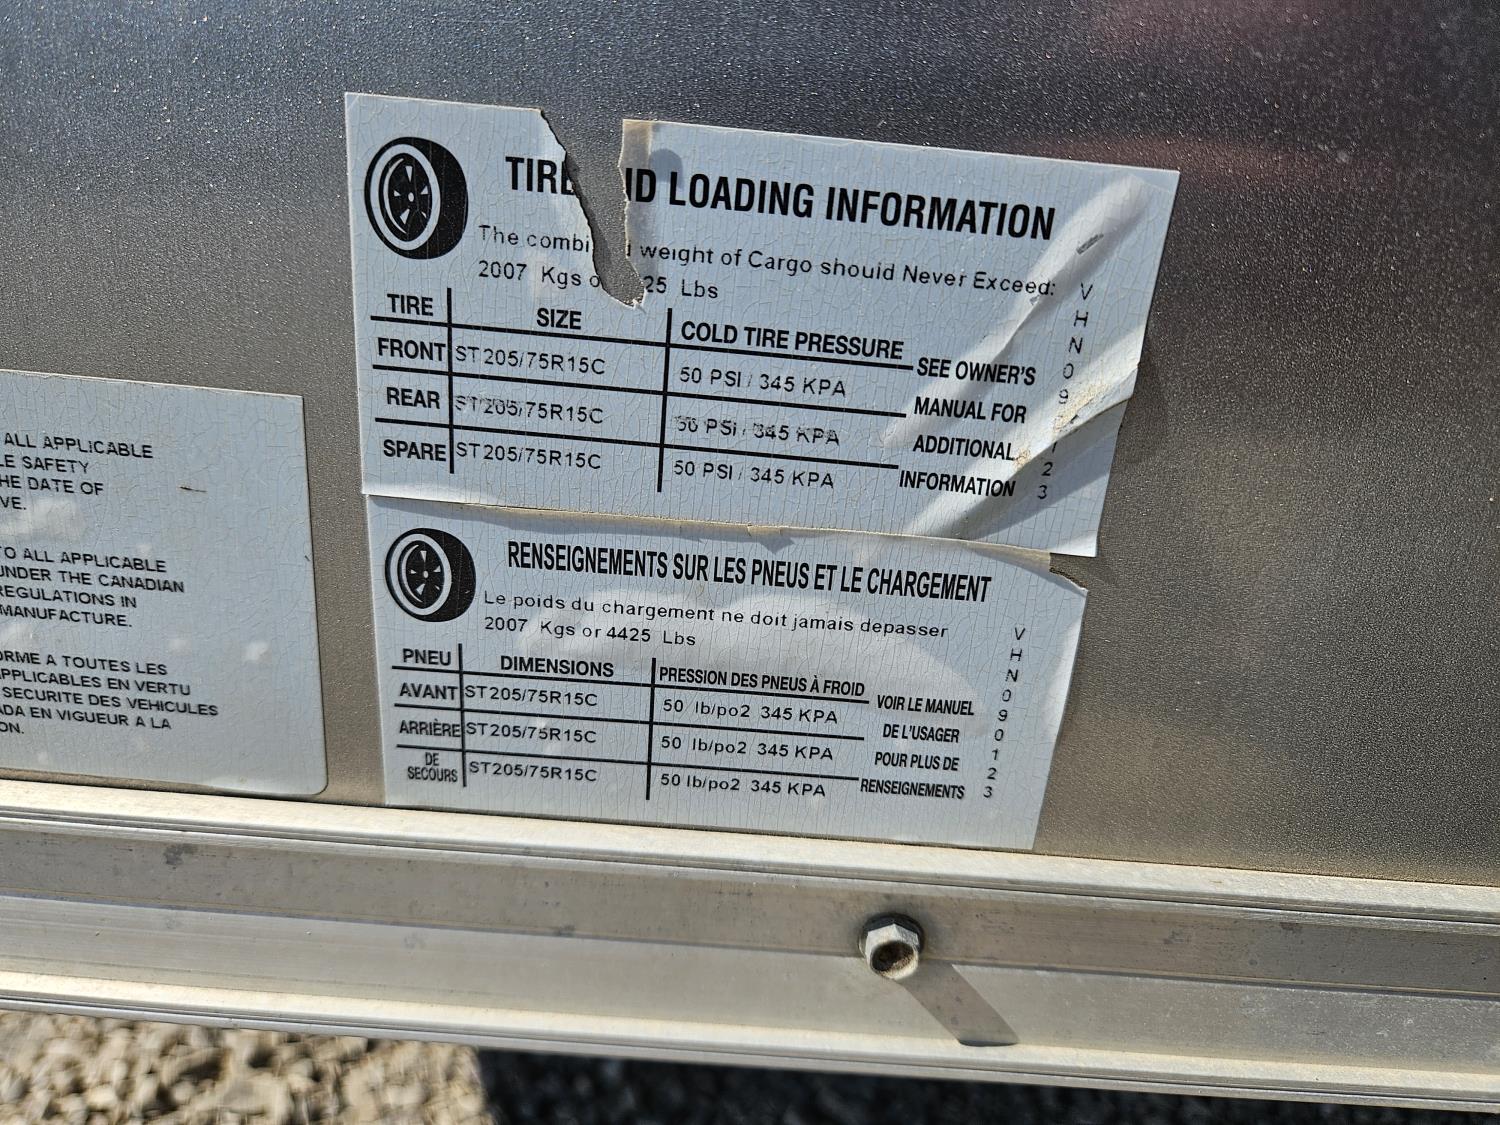 TIRE ND LOADING INFORMATION
The combi d weight of Cargo should Never Exceed:
2007 Kgs o 25 Lbs
TIRE SIZE COLD TIRE PRESSURE
FRONT ST205/75R15C 50 PSI / 345 KPA
REAR ST205/75R15C 50 PSI / 345 KPA
SPARE ST205/75R15C 50 PSI / 345 KPA
SEE OWNER'S
MANUAL FOR
ADDITIONAL
INFORMATION
VHN09 123
ALL APPLICABLE
LE SAFETY
HE DATE OF
VE.
TO ALL APPLICABLE
UNDER THE CANADIAN
REGULATIONS IN
MANUFACTURE.
ORME A TOUTES LES
APPLICABLES EN VERTU
SECURITE DES VEHICULES
ADA EN VIGUEUR A LA
ON.
RENSEIGNEMENTS SUR LES PNEUS ET LE CHARGEMENT
Le poids du chargement ne doit jamais depasser
2007 Kgs or 4425 Lbs
PNEU DIMENSIONS PRESSION DES PNEUS À FROID
AVANT ST205/75R15C 50 lb/po2 345 KPA
ARRIÈRE ST205/75R15C 50 lb/po2 345 KPA
DE SECOURS ST205/75R15C 50 lb/po2 345 KPA
VOIR LE MANUEL
DE L'USAGER
POUR PLUS DE
RENSEIGNEMENTS
VHN090123